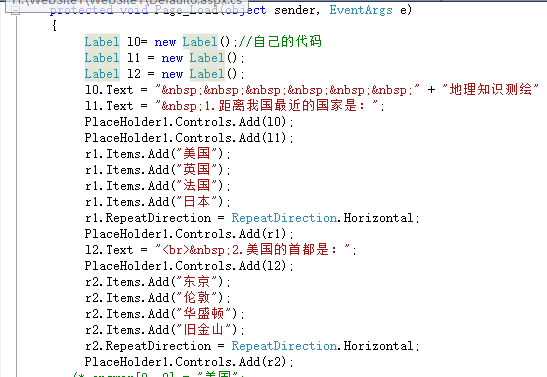 H:\WebSite1\WebSite1\Default6.aspx.cs
protected void Page_Load(object sender, EventArgs e)
{
Label l0= new Label();//自己的代码
Label l1 = new Label();
Label l2 = new Label();
l0.Text = "&nbsp;&nbsp;&nbsp;&nbsp;&nbsp;&nbsp;" + "地理知识测绘"
l1.Text = "&nbsp;1.距离我国最近的国家是：";
PlaceHolder1.Controls.Add(l0);
PlaceHolder1.Controls.Add(l1);
r1.Items.Add("美国");
r1.Items.Add("英国");
r1.Items.Add("法国");
r1.Items.Add("日本");
r1.RepeatDirection = RepeatDirection.Horizontal;
PlaceHolder1.Controls.Add(r1);
l2.Text = "<br>&nbsp;2.美国的首都是：";
PlaceHolder1.Controls.Add(l2);
r2.Items.Add("东京");
r2.Items.Add("伦敦");
r2.Items.Add("华盛顿");
r2.Items.Add("旧金山");
r2.RepeatDirection = RepeatDirection.Horizontal;
PlaceHolder1.Controls.Add(r2);